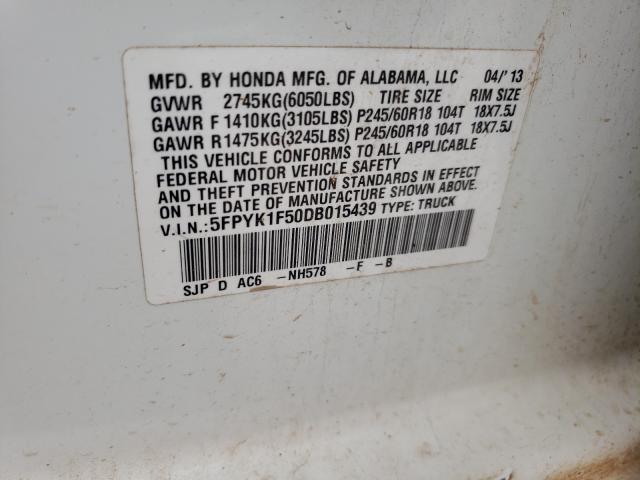 MFD. BY HONDA MFG. OF ALABAMA, LLC 04/'13
GVWR 2745KG(6050LBS) TIRE SIZE RIM SIZE
GAWR F 1410KG(3105LBS) P245/60R18 104T 18X7.5J
GAWR R 1475KG(3245LBS) P245/60R18 104T 18X7.5J
THIS VEHICLE CONFORMS TO ALL APPLICABLE
FEDERAL MOTOR VEHICLE SAFETY
AND THEFT PREVENTION STANDARDS IN EFFECT
ON THE DATE OF MANUFACTURE SHOWN ABOVE.
V.I.N.:5FPYK1F50DB015439 TYPE: TRUCK
SJP D AC6 -NH578 -F -B